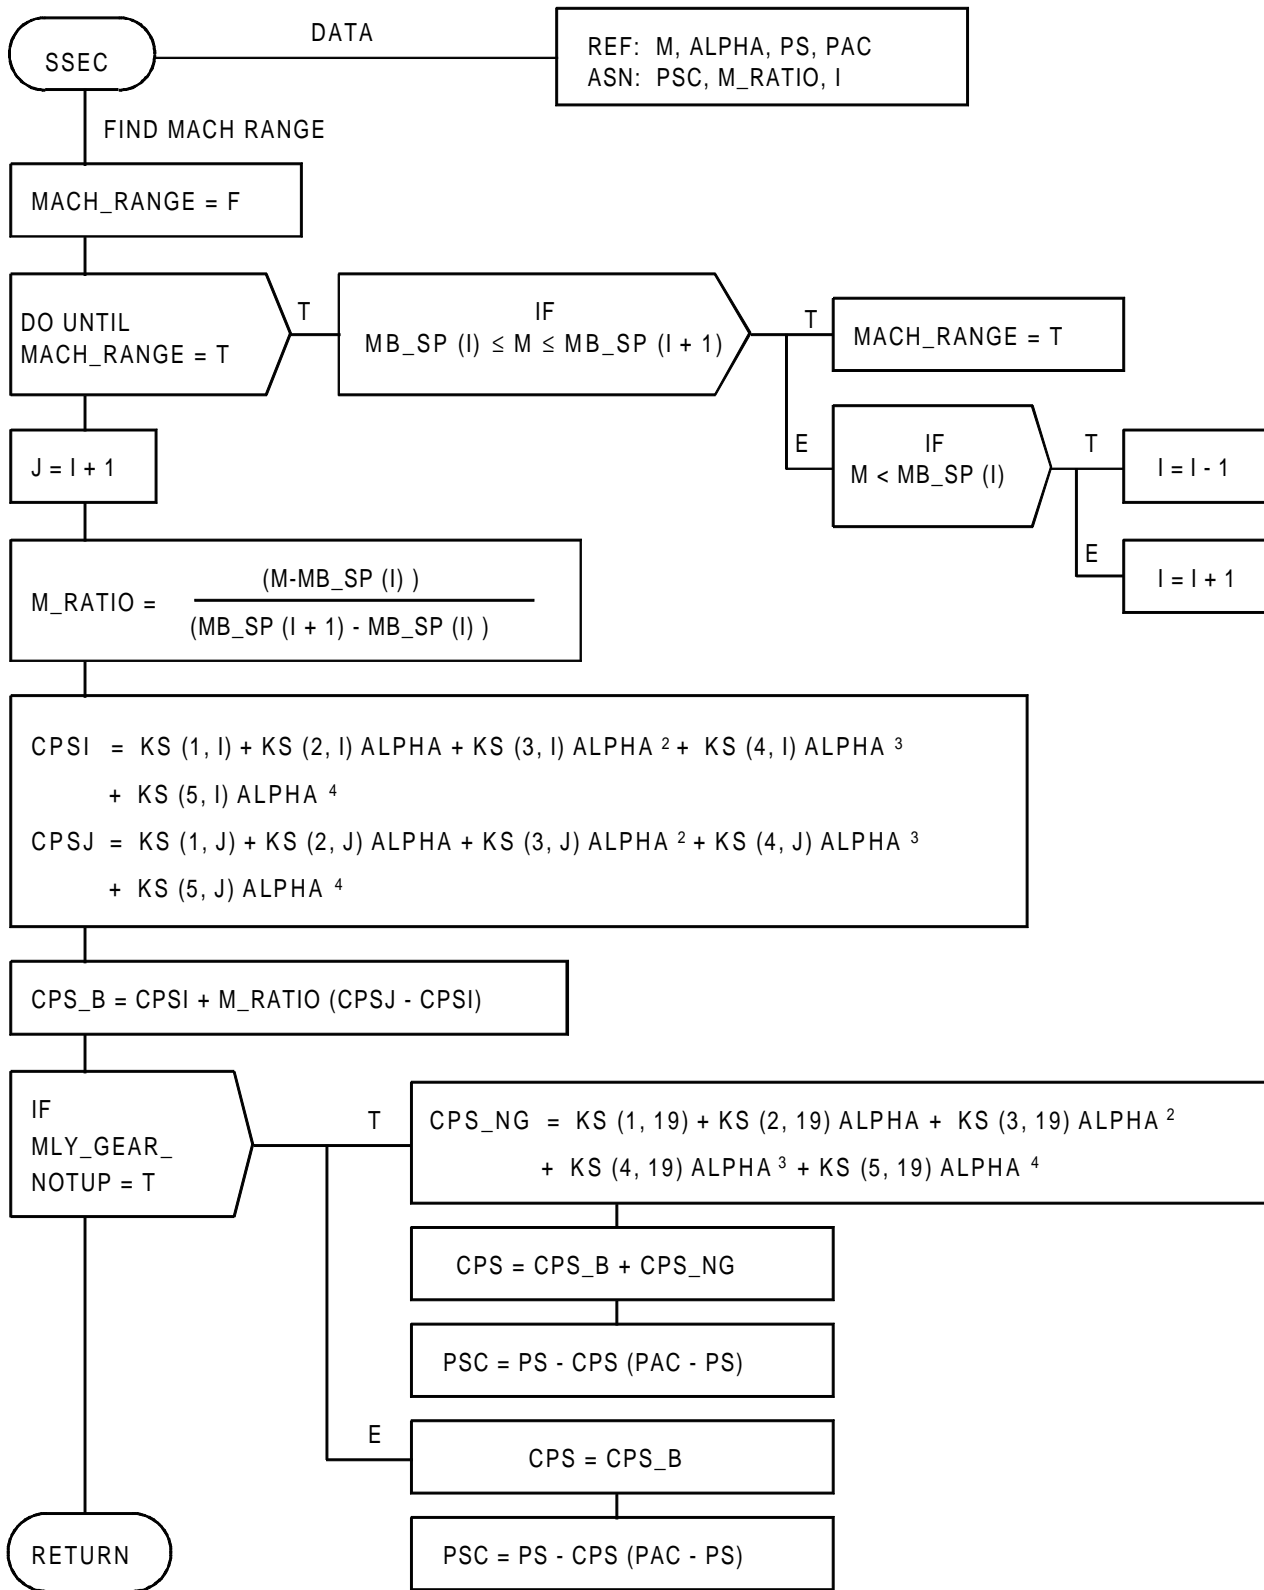 SSEC
DATA
REF: M, ALPHA, PS, PAC
ASN: PSC, M_RATIO, I
FIND MACH RANGE
MACH_RANGE = F
DO UNTIL
MACH_RANGE = T
T
IF
MB_SP (I) ≤ M ≤ MB_SP (I + 1)
T
MACH_RANGE = T
E
IF
M < MB_SP (I)
T
I = I - 1
E
I = I + 1
J = I + 1
M_RATIO =
(M-MB_SP (I) )
(MB_SP (I + 1) - MB_SP (I) )
CPSI = KS (1, I) + KS (2, I) ALPHA + KS (3, I) ALPHA ² + KS (4, I) ALPHA ³
+ KS (5, I) ALPHA ⁴
CPSJ = KS (1, J) + KS (2, J) ALPHA + KS (3, J) ALPHA ² + KS (4, J) ALPHA ³
+ KS (5, J) ALPHA ⁴
CPS_B = CPSI + M_RATIO (CPSJ - CPSI)
IF
MLY_GEAR_
NOTUP = T
T
CPS_NG = KS (1, 19) + KS (2, 19) ALPHA + KS (3, 19) ALPHA ²
+ KS (4, 19) ALPHA ³ + KS (5, 19) ALPHA ⁴
CPS = CPS_B + CPS_NG
PSC = PS - CPS (PAC - PS)
E
CPS = CPS_B
PSC = PS - CPS (PAC - PS)
RETURN